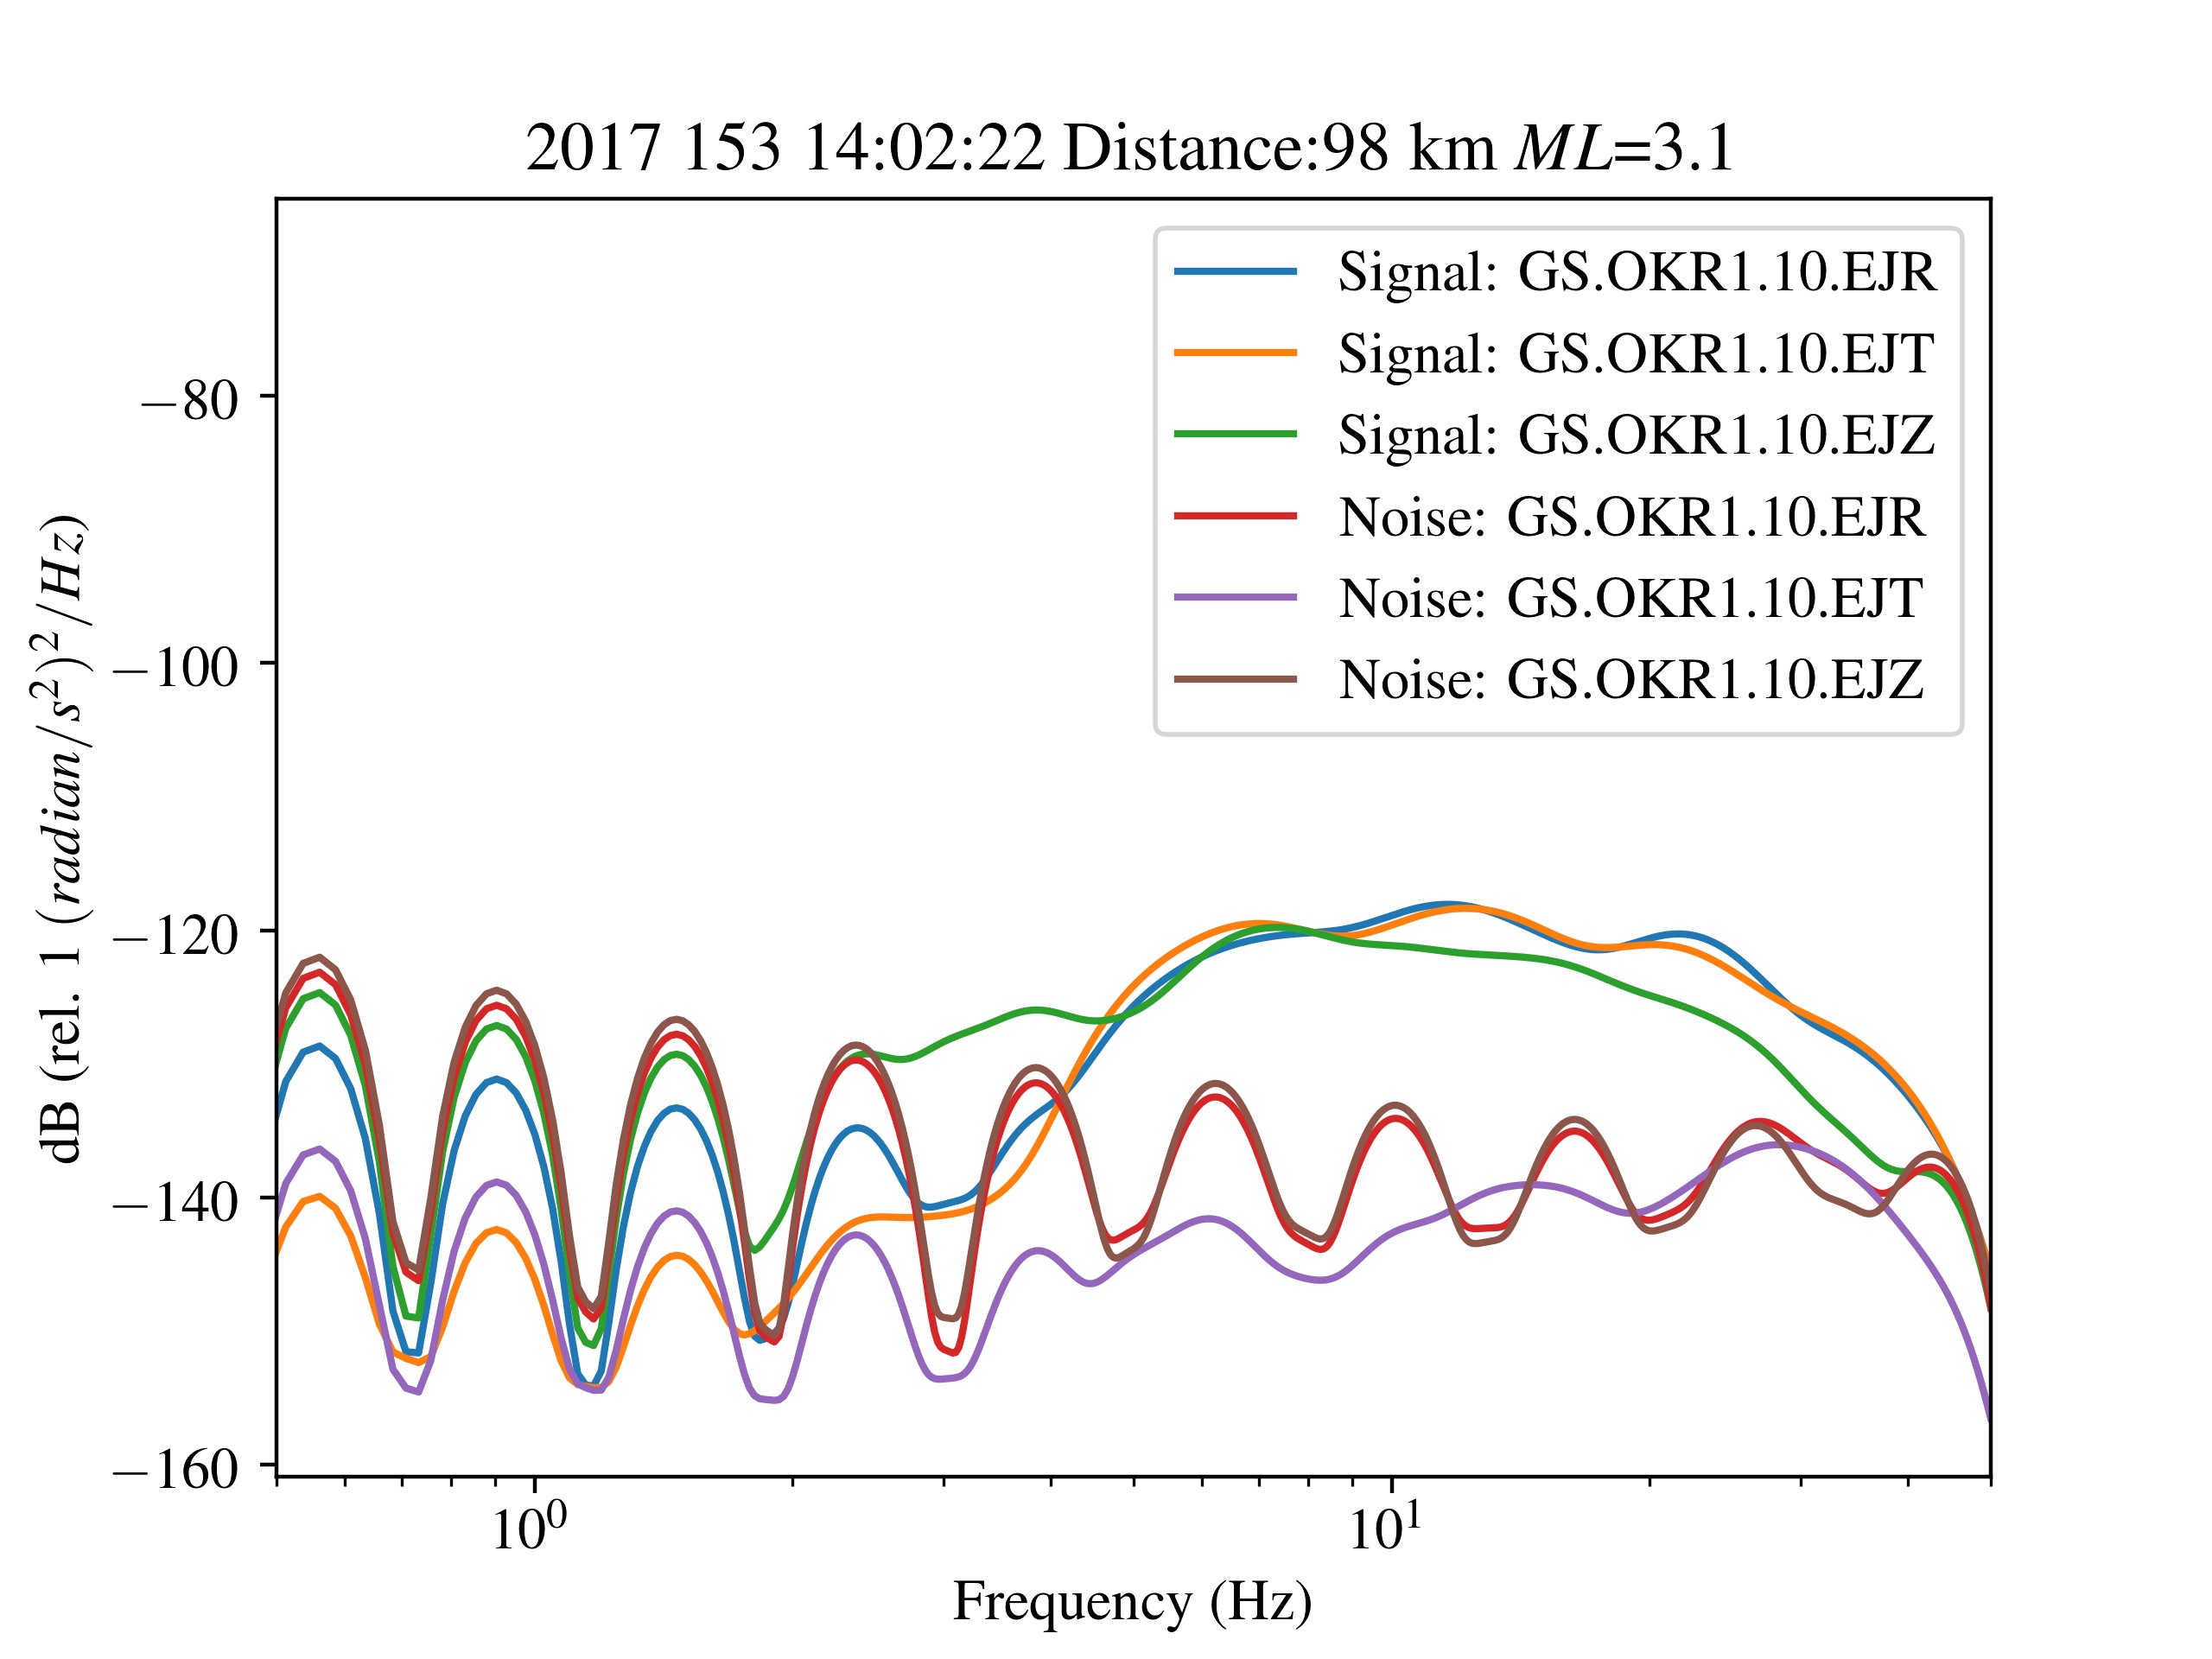 2017 153 14:02:22 Distance:98 km ML=3.1
Signal: GS.OKR1.10.EJR
Signal: GS.OKR1.10.EJT
Signal: GS.OKR1.10.EJZ
Noise: GS.OKR1.10.EJR
Noise: GS.OKR1.10.EJT
Noise: GS.OKR1.10.EJZ
−80
−100
−120
−140
−160
dB (rel. 1 (radian/s²)²/Hz)
10⁰
10¹
Frequency (Hz)